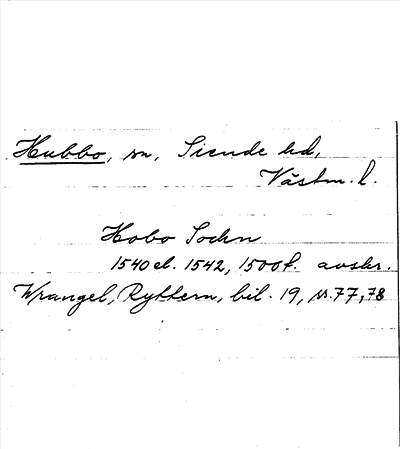 Hubbo, sn, Siende hd,
Västm. l.
Hobo Sochn
1540 el. 1542, 1500 f. avskr.
Wrangel, Ryttern, bil. 19, s. 77, 78